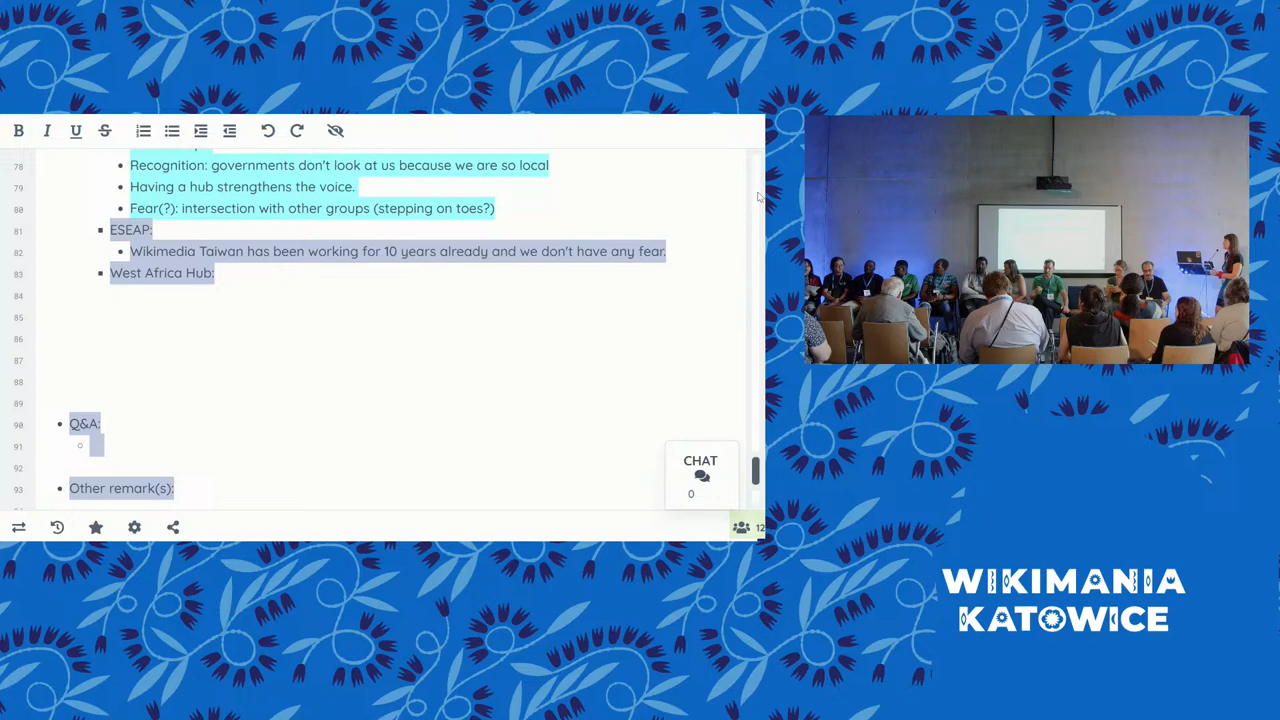 B I U S
78 Recognition: governments don't look at us because we are so local
79 Having a hub strengthens the voice.
80 Fear(?): intersection with other groups (stepping on toes?)
81 ESEAP:
82 Wikimedia Taiwan has been working for 10 years already and we don't have any fear.
83 West Africa Hub:
84
85
86
87
88
89
90 Q&A:
91
92
93 Other remark(s):
CHAT
0
12
WIKIMANIA
KATOWICE